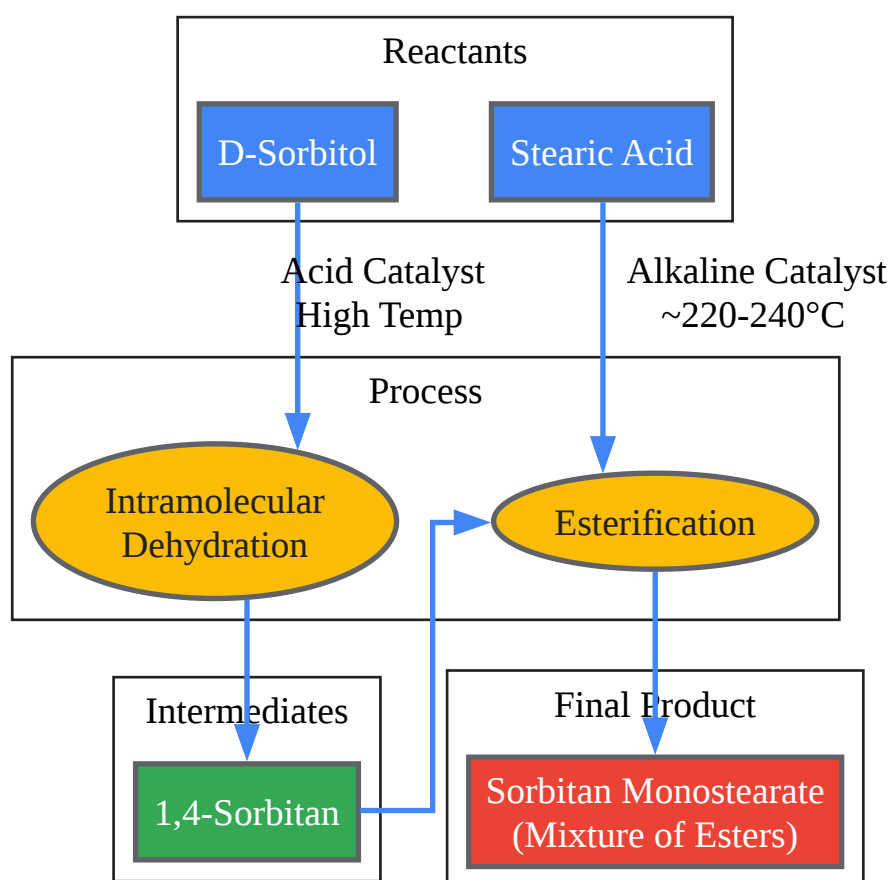 Reactants
D-Sorbitol
Stearic Acid
Acid Catalyst
High Temp
Alkaline Catalyst
~220-240°C
Process
Intramolecular
Dehydration
Esterification
Intermediates
1,4-Sorbitan
Final Product
Sorbitan Monostearate
(Mixture of Esters)